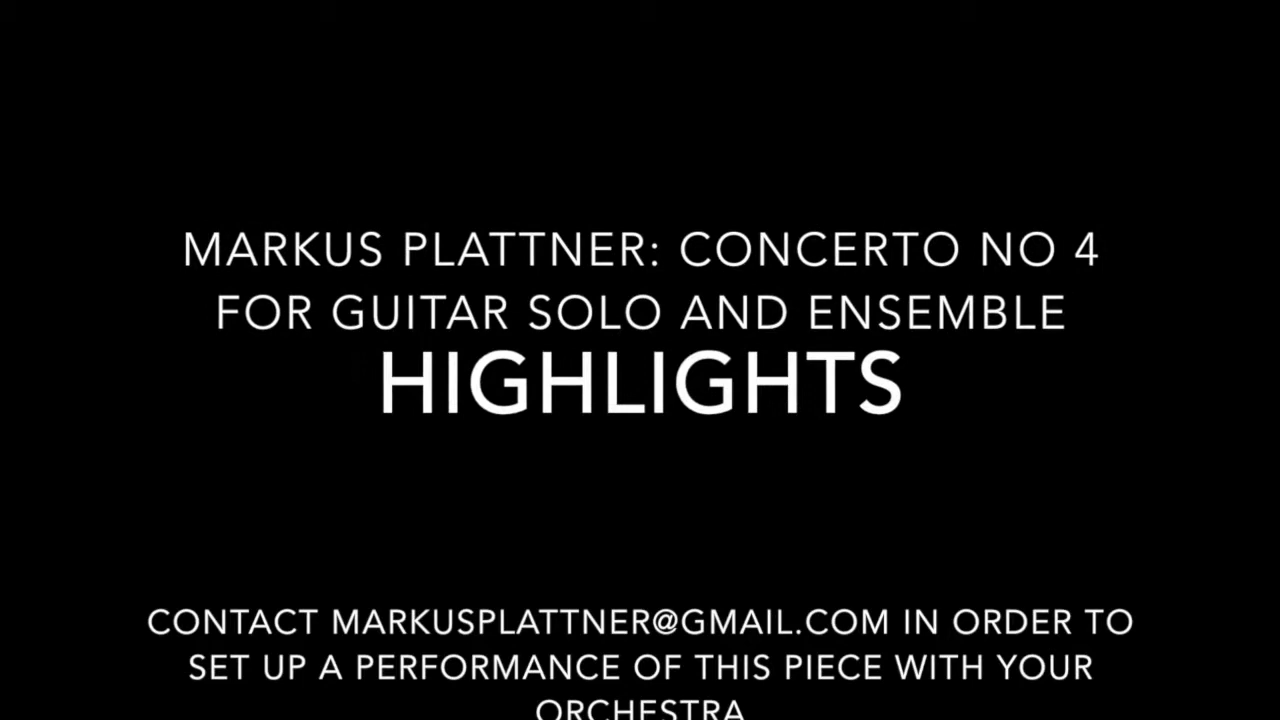 MARKUS PLATTNER: CONCERTO NO 4
FOR GUITAR SOLO AND ENSEMBLE
HIGHLIGHTS
CONTACT MARKUSPLATTNER@GMAIL.COM IN ORDER TO
SET UP A PERFORMANCE OF THIS PIECE WITH YOUR
ORCHESTRA